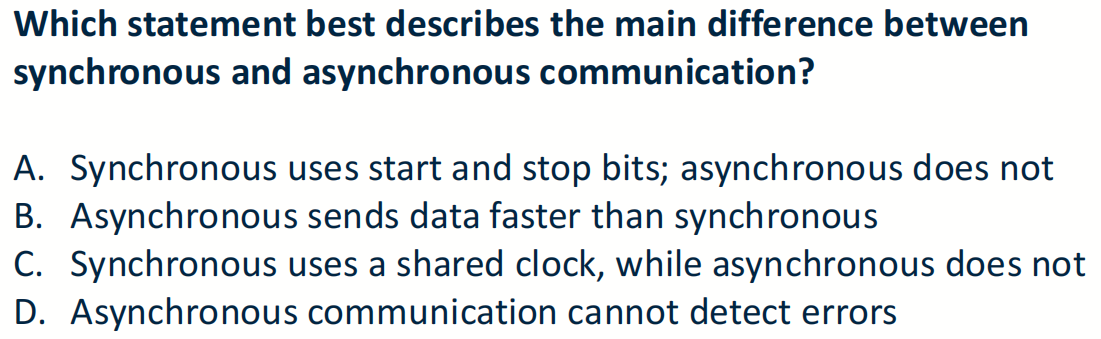 Which statement best describes the main difference between
synchronous and asynchronous communication?
A. Synchronous uses start and stop bits; asynchronous does not
B. Asynchronous sends data faster than synchronous
C. Synchronous uses a shared clock, while asynchronous does not
D. Asynchronous communication cannot detect errors